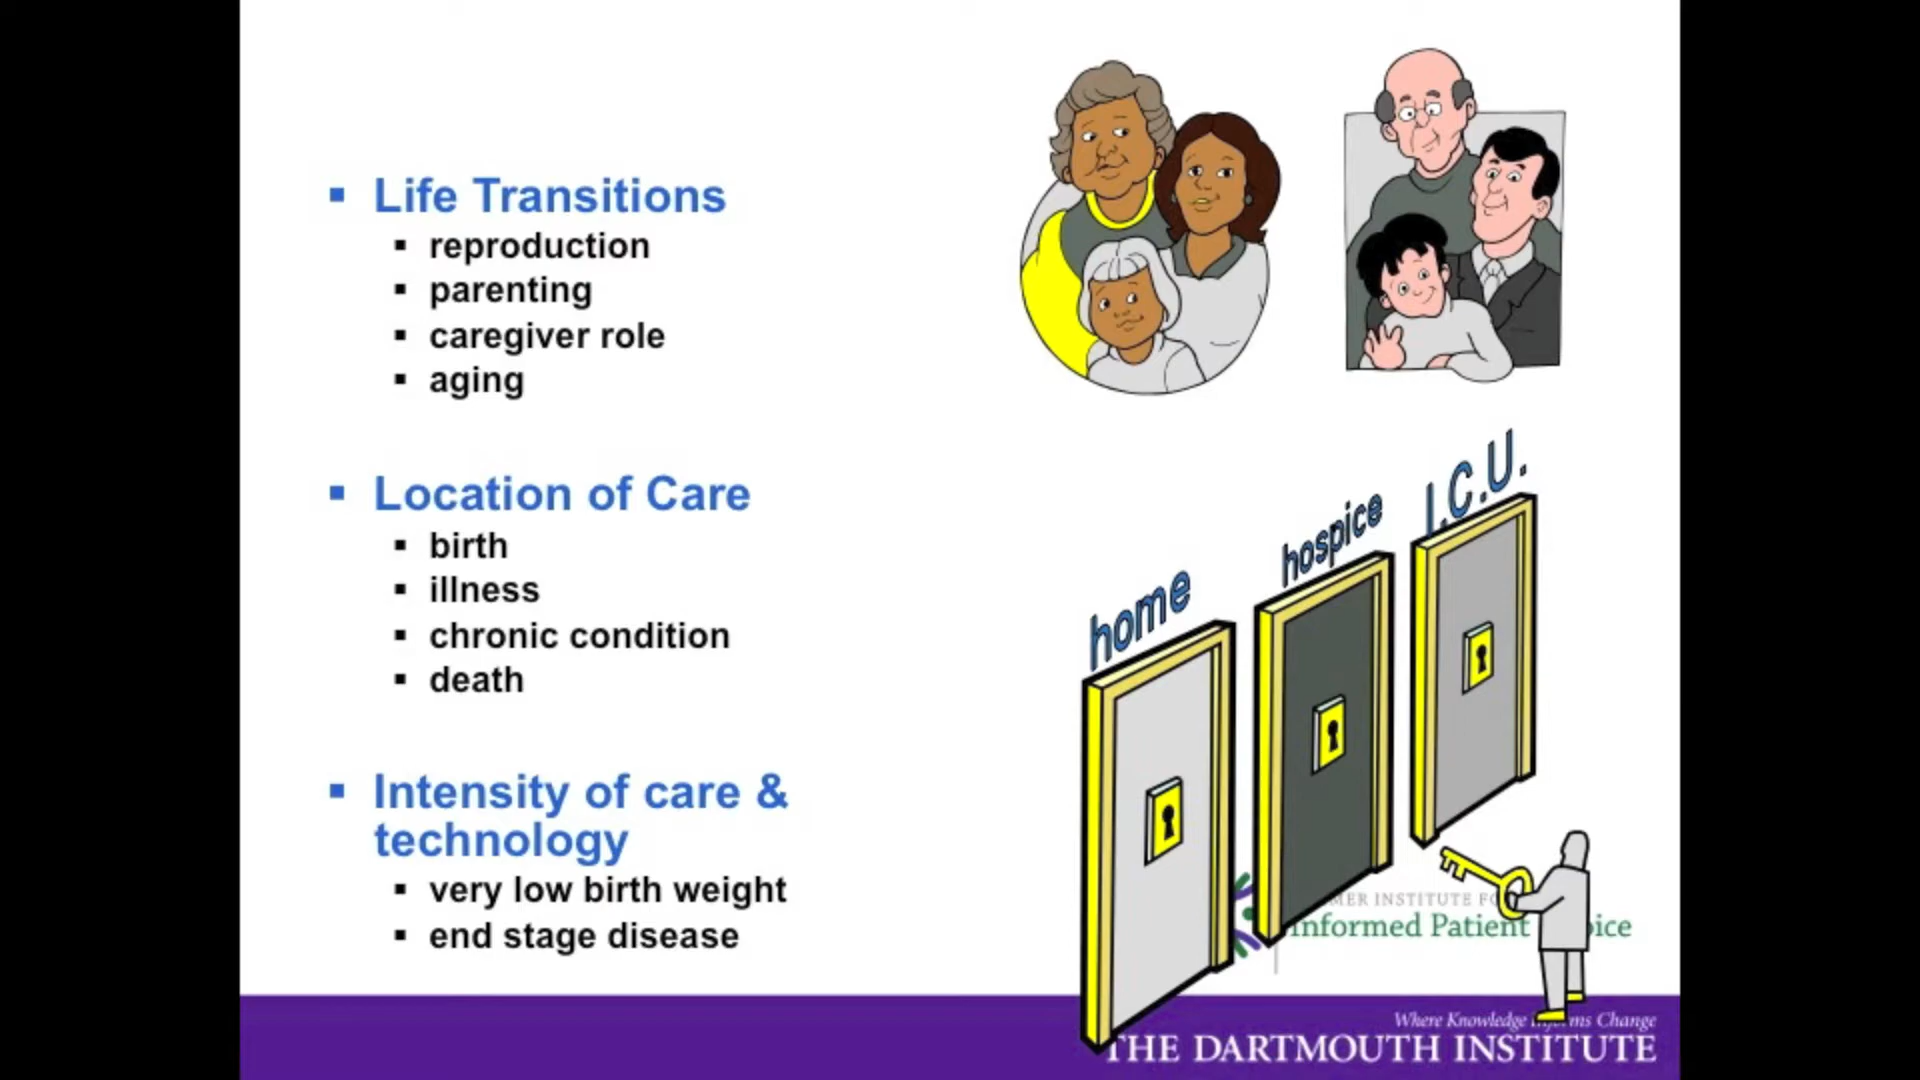 Life Transitions
reproduction
parenting
caregiver role
aging
Location of Care
birth
illness
chronic condition
death
Intensity of care &
technology
very low birth weight
end stage disease
home
hospice
I.C.U.
INSTITUTE
Informed Patient
Where Knowledge Change
THE DARTMOUTH INSTITUTE